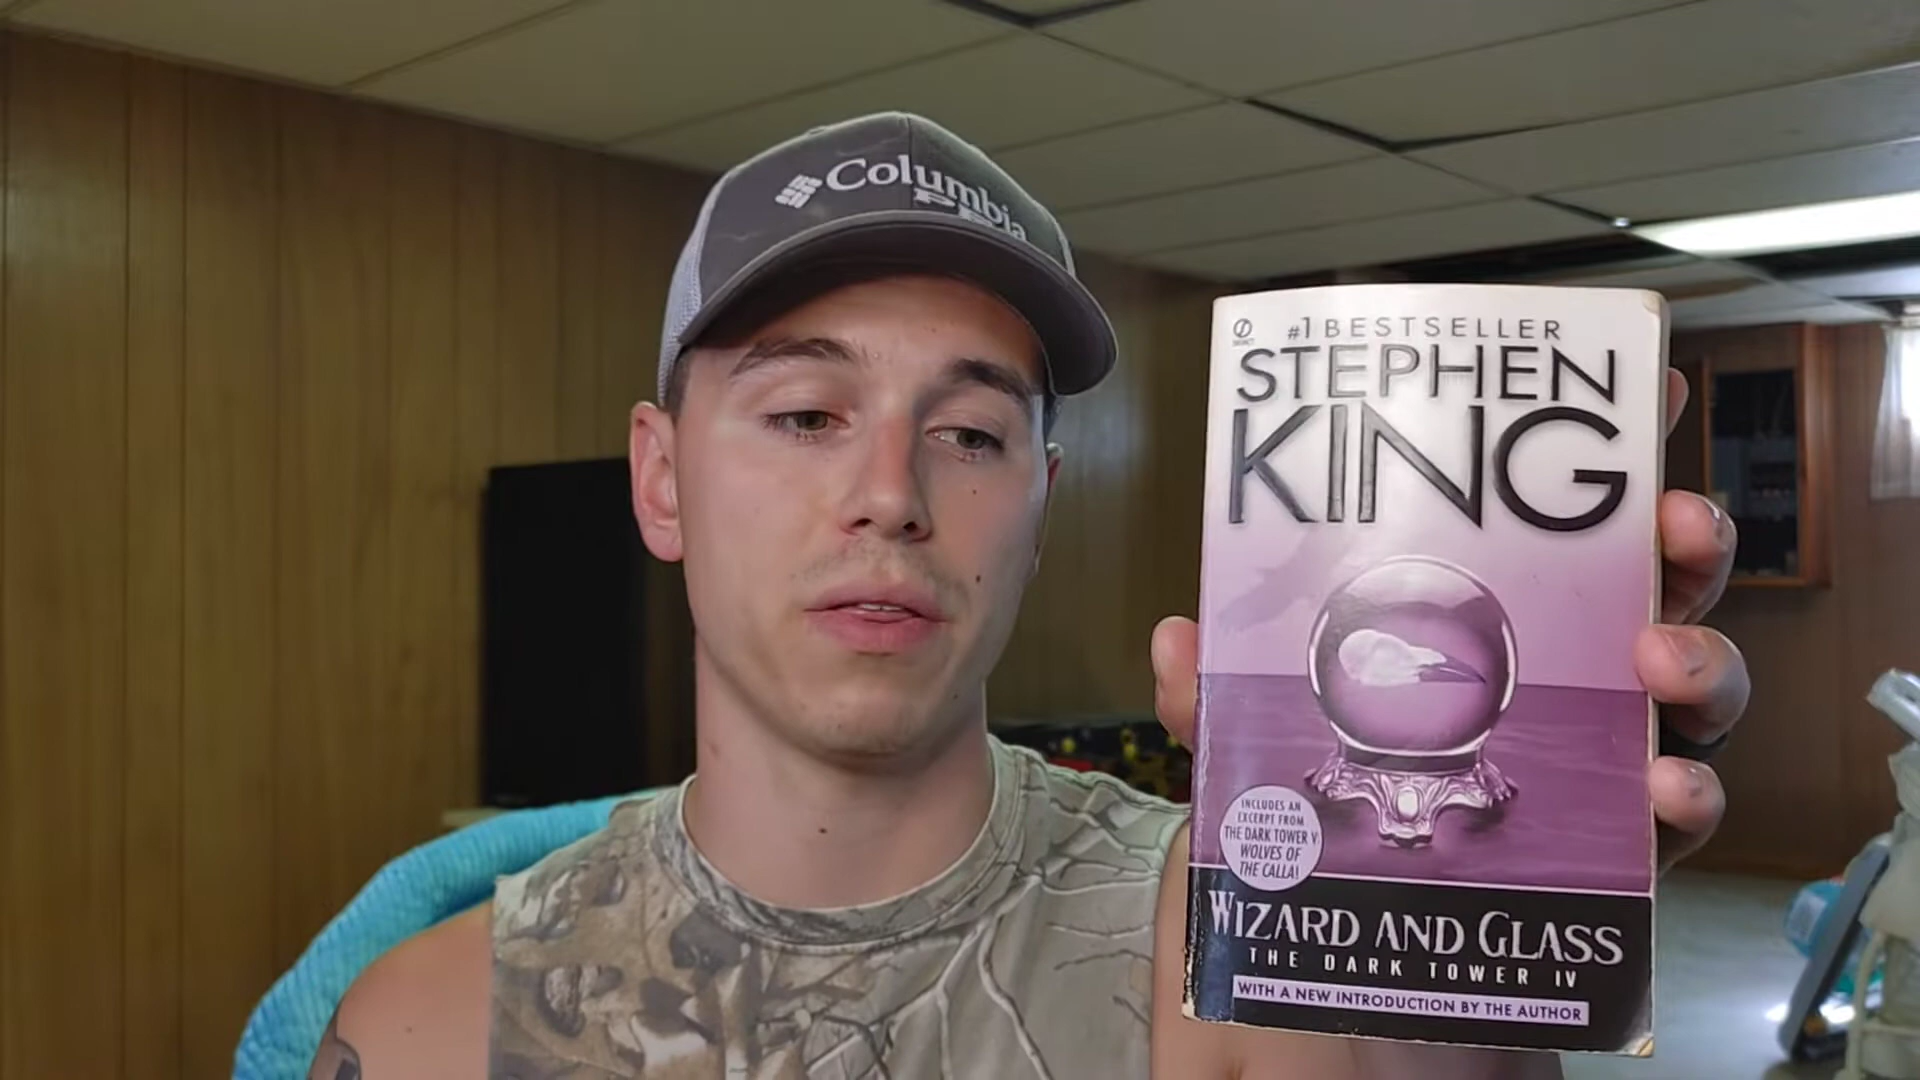 Columbia
#1 BESTSELLER
STEPHEN
KING
INCLUDES AN
EXCERPT FROM
THE DARK TOWER V
WOLVES OF
THE CALLA!
WIZARD AND GLASS
THE DARK TOWER IV
WITH A NEW INTRODUCTION BY THE AUTHOR